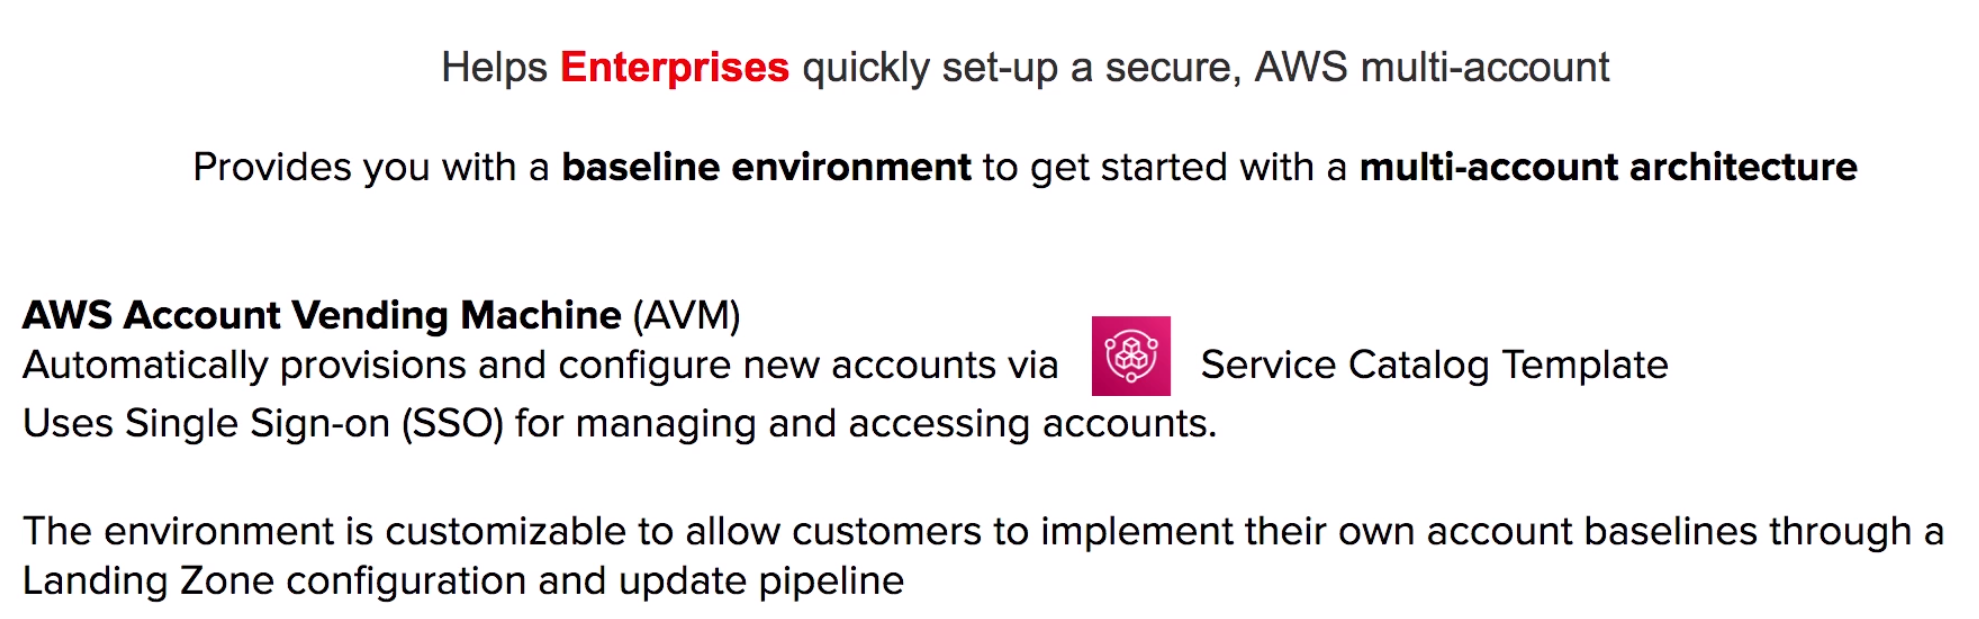 Helps Enterprises quickly set-up a secure, AWS multi-account
Provides you with a baseline environment to get started with a multi-account architecture
AWS Account Vending Machine (AVM)
Automatically provisions and configure new accounts via Service Catalog Template
Uses Single Sign-on (SSO) for managing and accessing accounts.
The environment is customizable to allow customers to implement their own account baselines through a
Landing Zone configuration and update pipeline